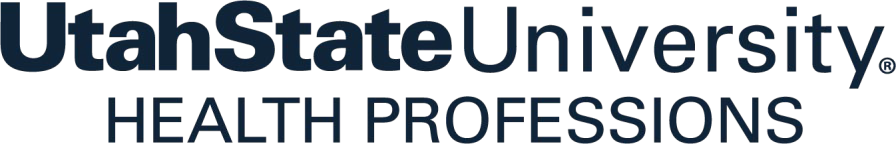 UtahStateUniversity®
HEALTH PROFESSIONS